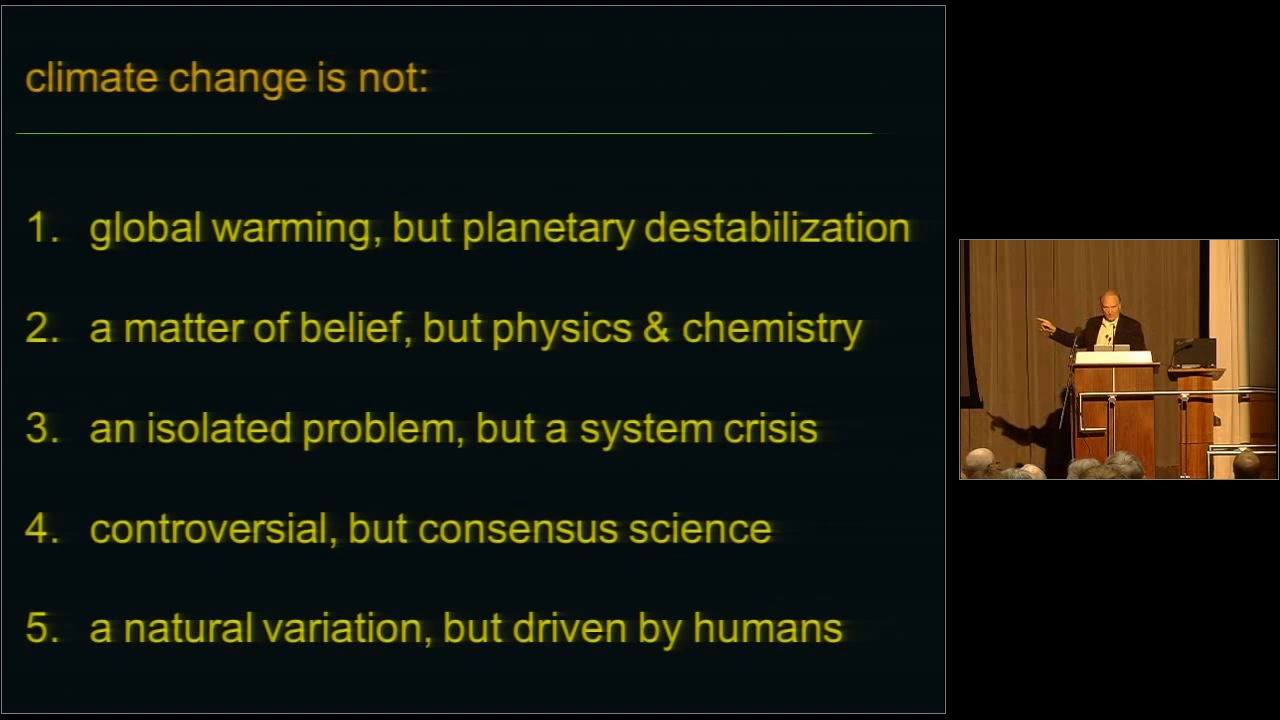 climate change is not:
1. global warming, but planetary destabilization
2. a matter of belief, but physics & chemistry
3. an isolated problem, but a system crisis
4. controversial, but consensus science
5. a natural variation, but driven by humans